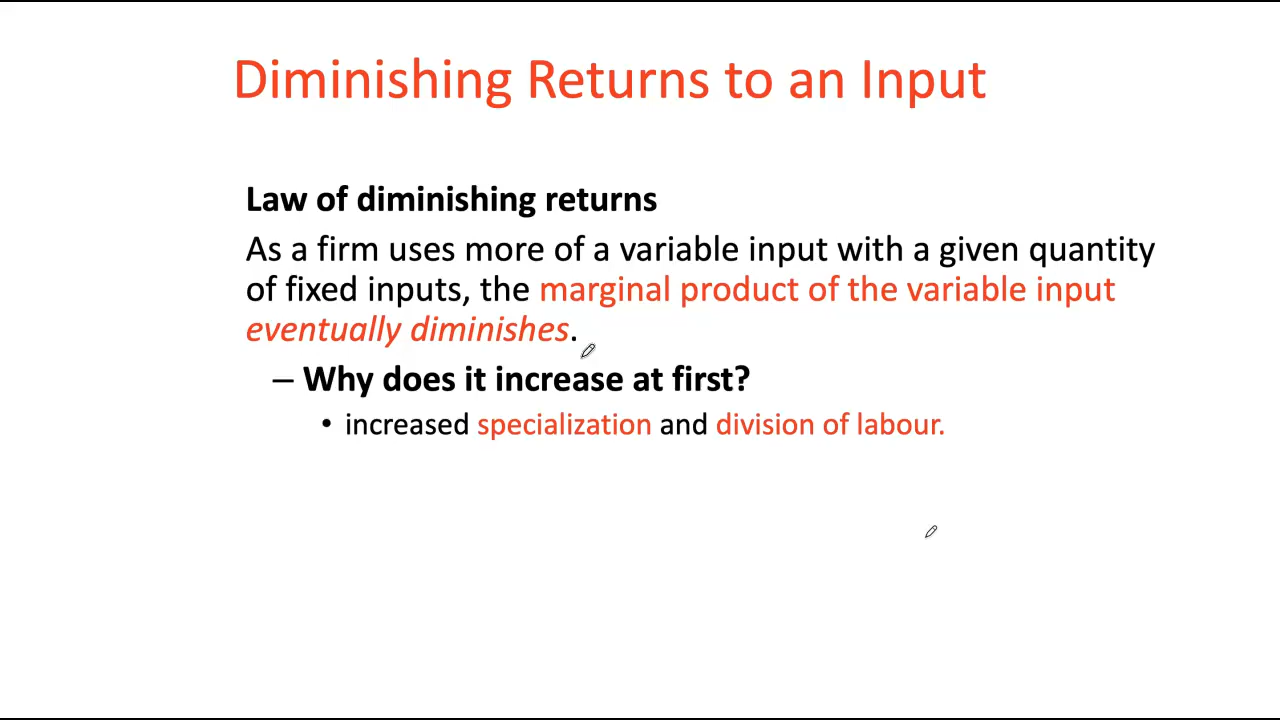 Diminishing Returns to an Input
Law of diminishing returns
As a firm uses more of a variable input with a given quantity
of fixed inputs, the marginal product of the variable input
eventually diminishes.
– Why does it increase at first?
• increased specialization and division of labour.